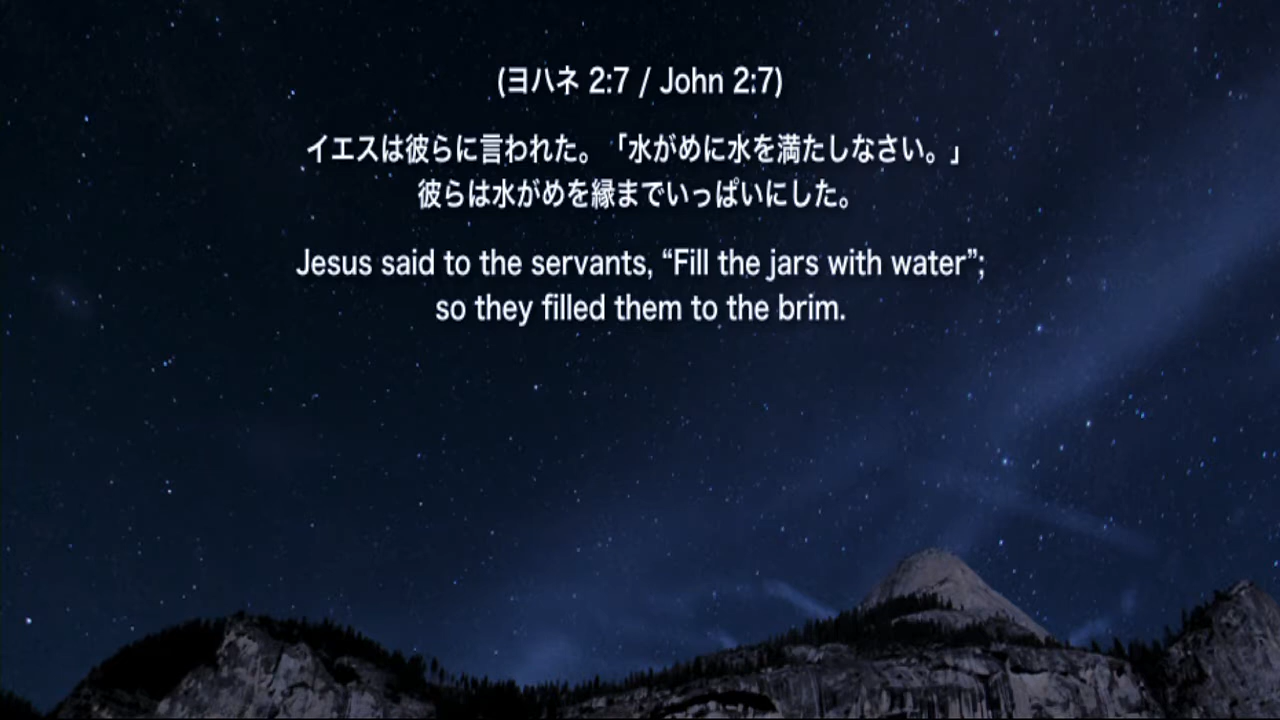 (ヨハネ 2:7 / John 2:7)
イエスは彼らに言われた。「水がめに水を満たしなさい。」
彼らは水がめを縁までいっぱいにした。
Jesus said to the servants, “Fill the jars with water”;
so they filled them to the brim.